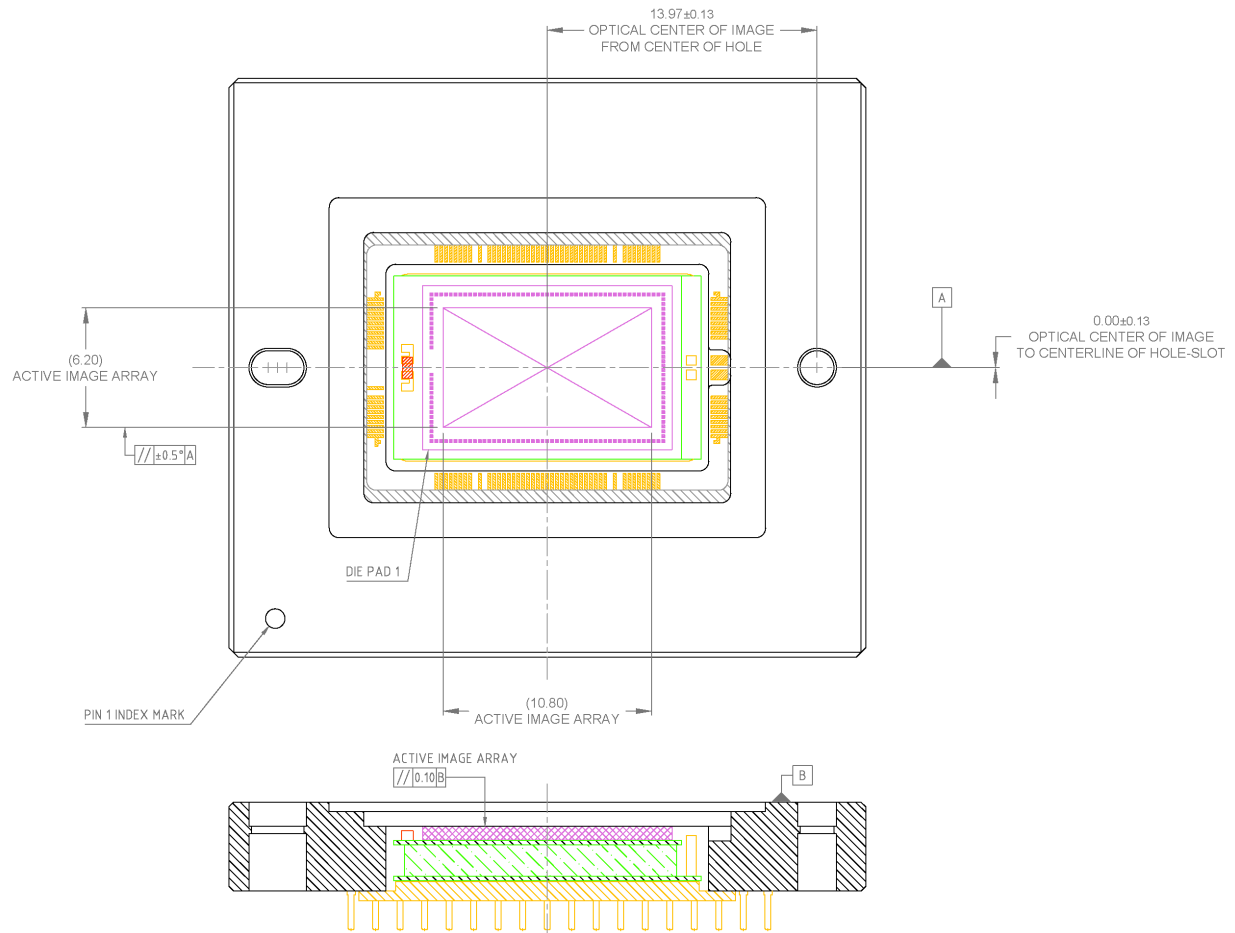 13.97±0.13
OPTICAL CENTER OF IMAGE
FROM CENTER OF HOLE
A
0.00±0.13
OPTICAL CENTER OF IMAGE
TO CENTERLINE OF HOLE-SLOT
(6.20)
ACTIVE IMAGE ARRAY
// ±0.5° A
DIE PAD 1
PIN 1 INDEX MARK
(10.80)
ACTIVE IMAGE ARRAY
ACTIVE IMAGE ARRAY
// 0.10 B
B